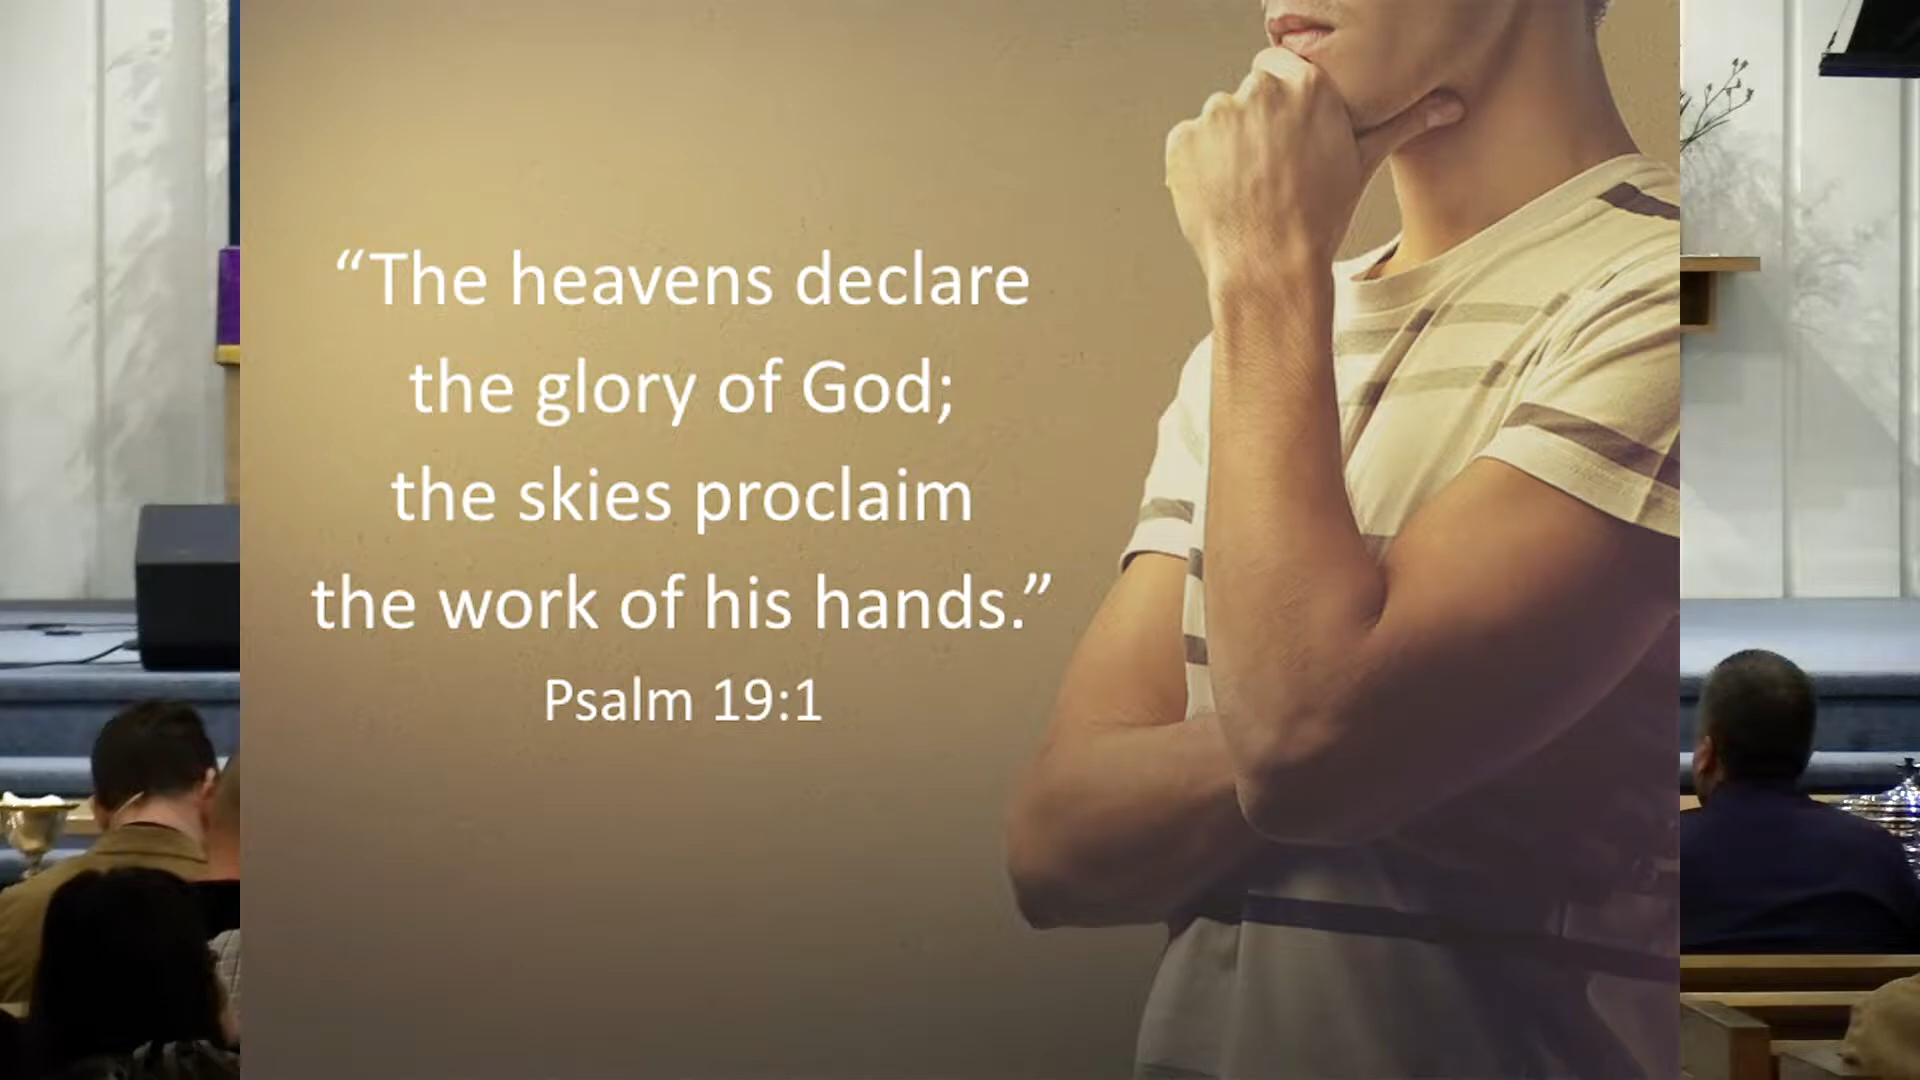 “The heavens declare
the glory of God;
the skies proclaim
the work of his hands.”
Psalm 19:1